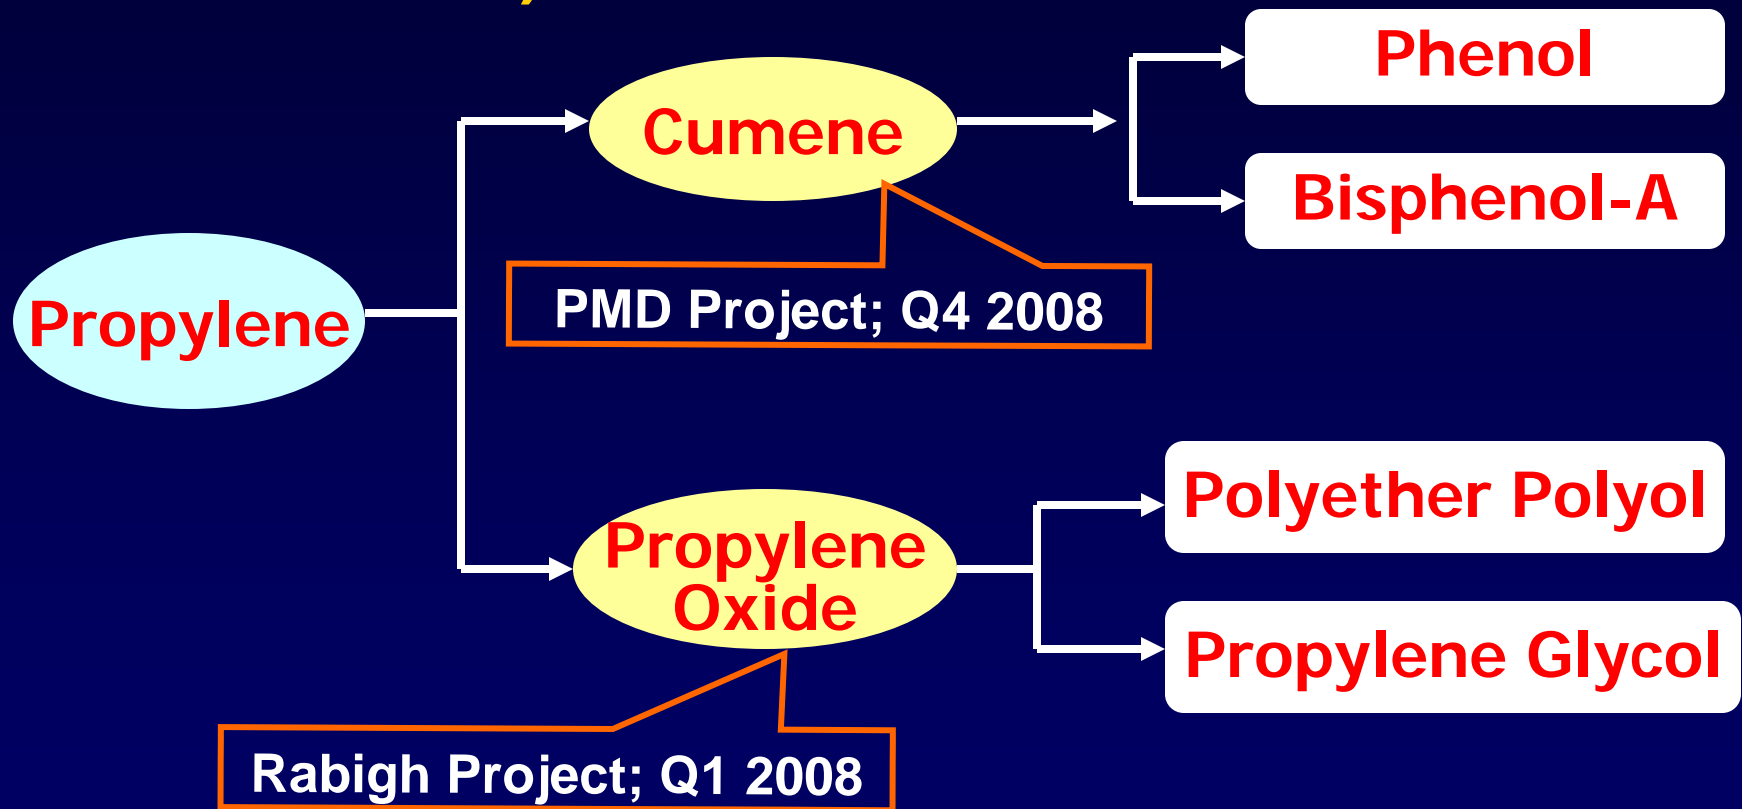 Phenol
Cumene
Bisphenol-A
PMD Project; Q4 2008
Propylene
Polyether Polyol
Propylene
Oxide
Propylene Glycol
Rabigh Project; Q1 2008